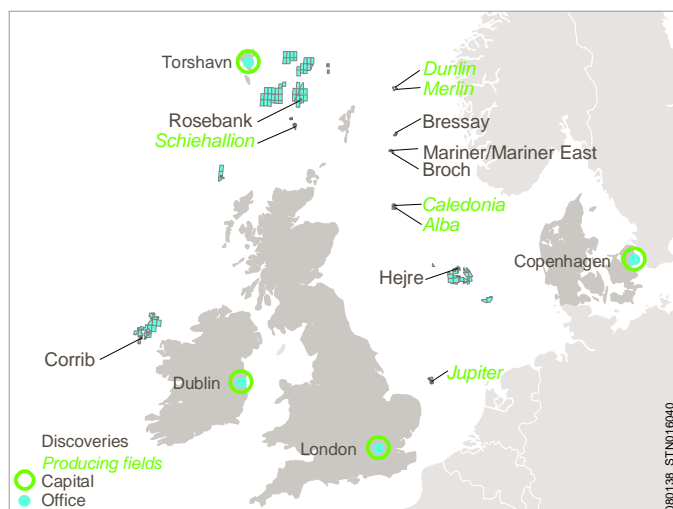 Torshavn
Dunlin
Merlin
Rosebank
Schiehallion
Bressay
Mariner/Mariner East
Broch
Caledonia
Alba
Copenhagen
Hejre
Corrib
Dublin
Jupiter
London
Discoveries
Producing fields
Capital
Office
080138_STN016040